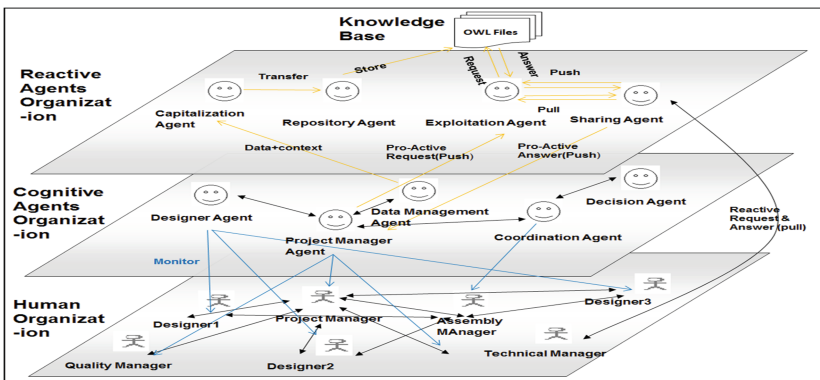 Knowledge
Base
OWL Files
Reactive
Agents
Organizat
-ion
Transfer
Store
Request
Answer
Push
Pull
Capitalization
Agent
Repository Agent
Exploitation Agent
Sharing Agent
Data+context
Pro-Active
Request(Push)
Pro-Active
Answer(Push)
Cognitive
Agents
Organizat
-ion
Designer Agent
Data Management
Agent
Project Manager
Agent
Coordination Agent
Decision Agent
Reactive
Request &
Answer (pull)
Monitor
Human
Organizat
-ion
Designer1
Project Manager
Assembly
MAnager
Designer3
Quality Manager
Designer2
Technical Manager